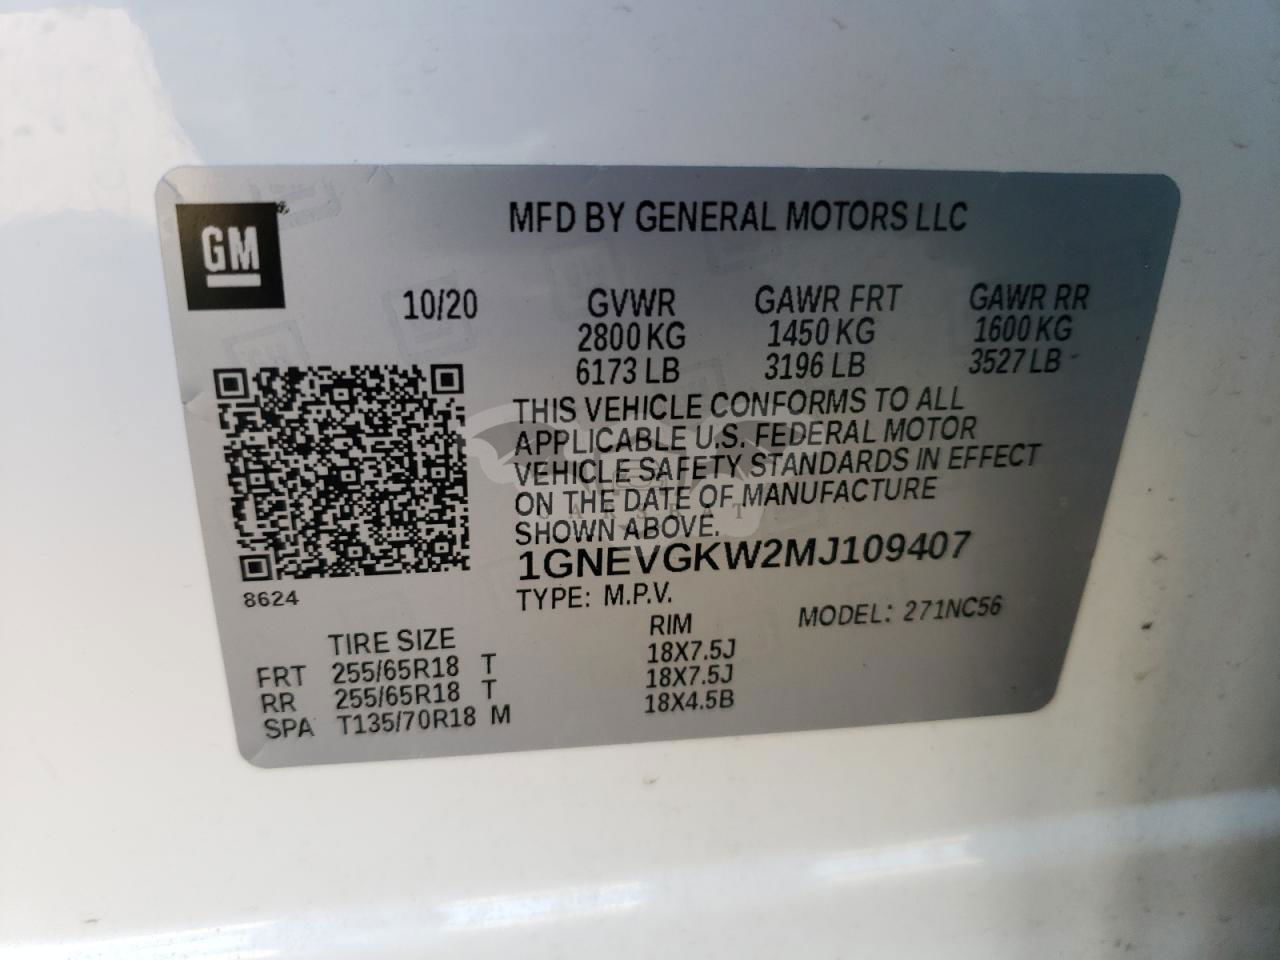 GM
MFD BY GENERAL MOTORS LLC
10/20
GVWR GAWR FRT GAWR RR
2800 KG 1450 KG 1600 KG
6173 LB 3196 LB 3527 LB
THIS VEHICLE CONFORMS TO ALL
APPLICABLE U.S. FEDERAL MOTOR
VEHICLE SAFETY STANDARDS IN EFFECT
ON THE DATE OF MANUFACTURE
SHOWN ABOVE.
1GNEVGKW2MJ109407
8624
TYPE: M.P.V. MODEL: 271NC56
TIRE SIZE RIM
FRT 255/65R18 T 18X7.5J
RR 255/65R18 T 18X7.5J
SPA T135/70R18 M 18X4.5B